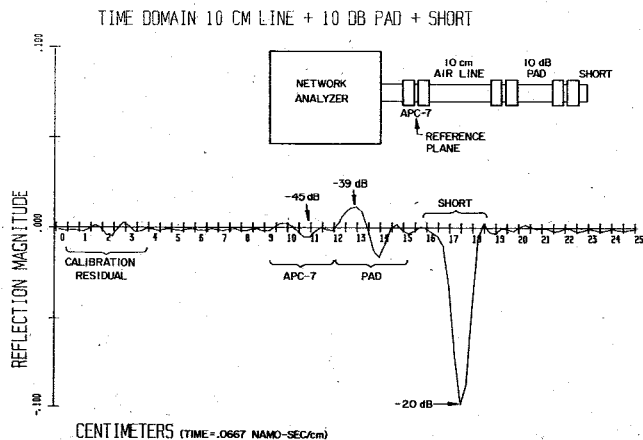 TIME DOMAIN 10 CM LINE + 10 DB PAD + SHORT
.100
NETWORK ANALYZER
10 cm AIR LINE
10 dB PAD
SHORT
APC-7
REFERENCE PLANE
REFLECTION MAGNITUDE
-45 dB
-39 dB
SHORT
.000
0 1 2 3 4 5 6 7 8 9 10 11 12 13 14 15 16 17 18 19 20 21 22 23 24 25
CALIBRATION RESIDUAL
APC-7
PAD
-20 dB
-.100
CENTIMETERS (TIME=.0667 NAMO-SEC/cm)